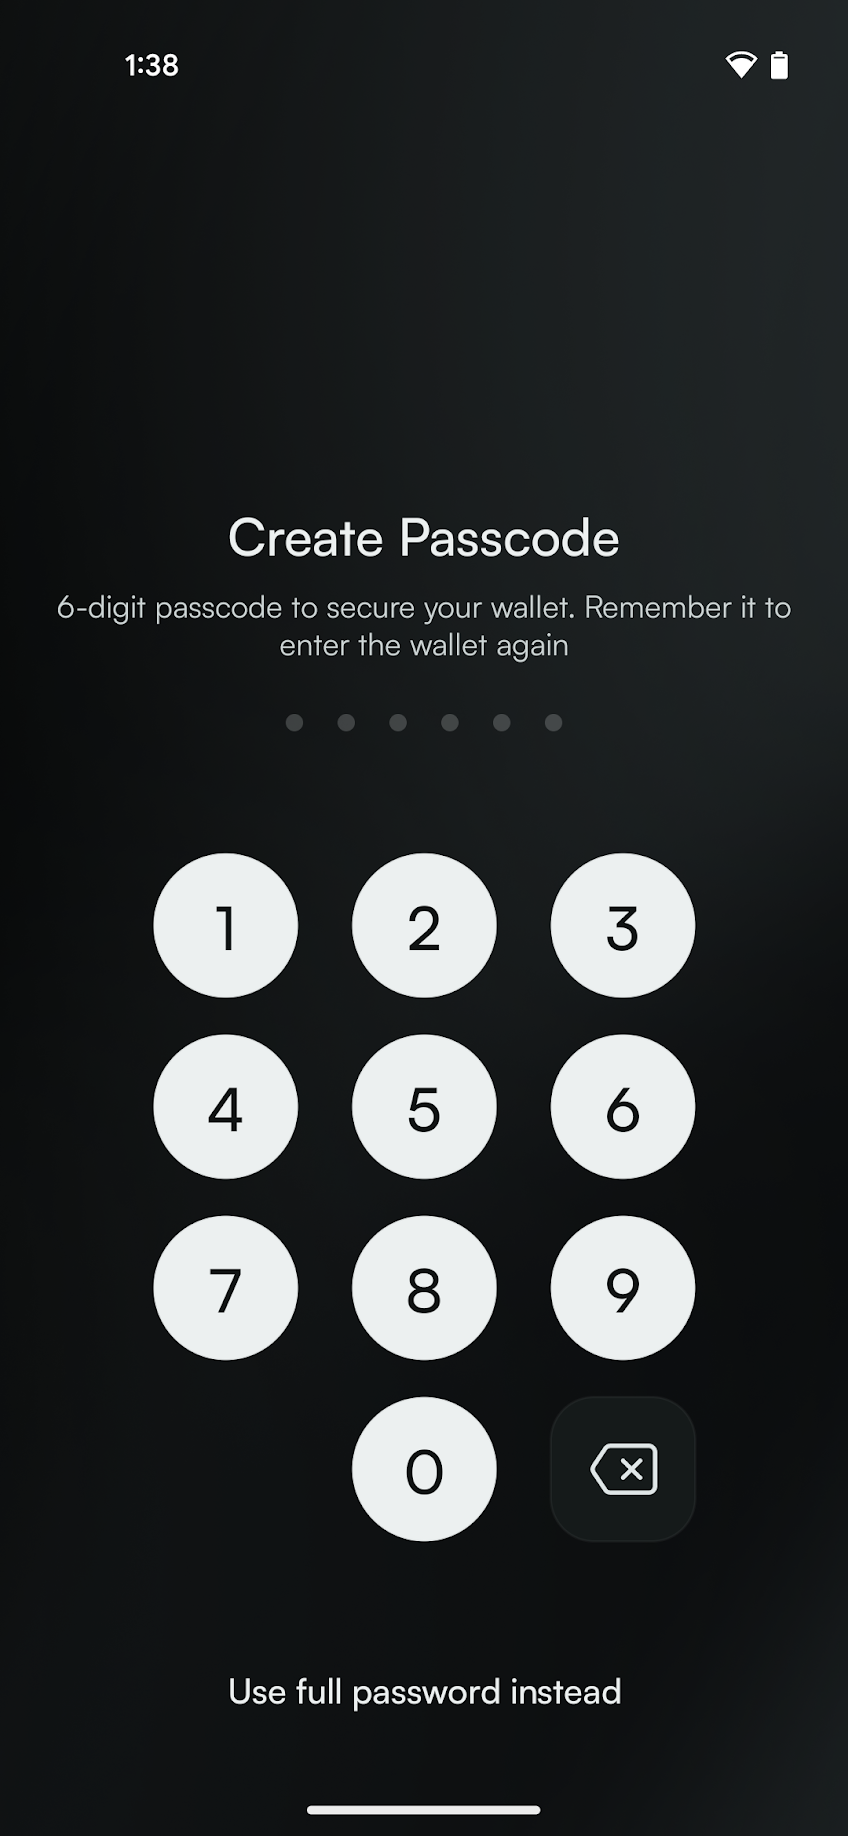 1:38
Create Passcode
6-digit passcode to secure your wallet. Remember it to
enter the wallet again
1 2 3
4 5 6
7 8 9
0
Use full password instead